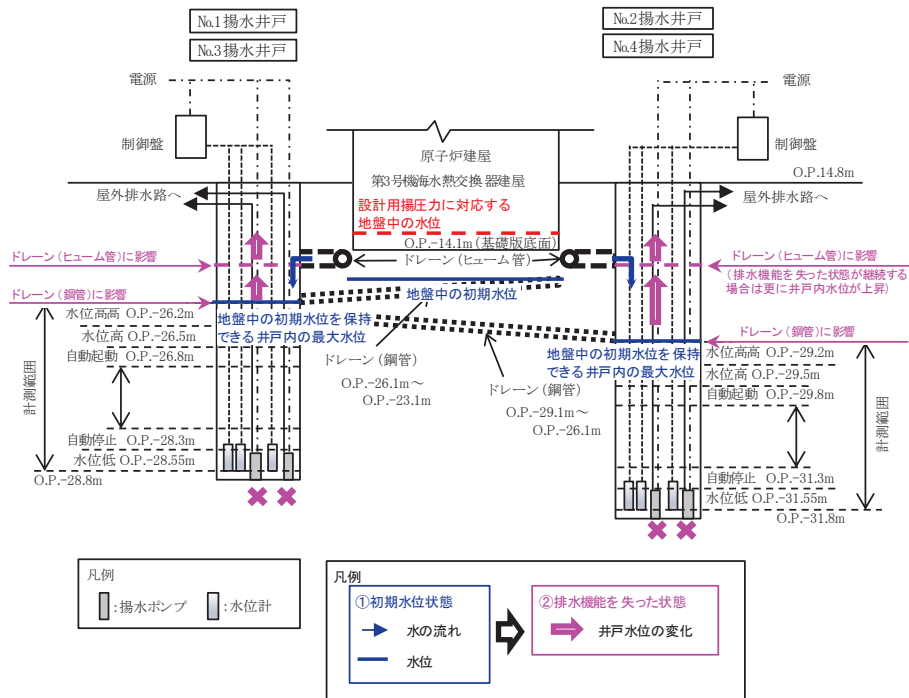 No.1揚水井戸
No.3揚水井戸
No.2揚水井戸
No.4揚水井戸
電源
電源
制御盤
制御盤
原子炉建屋
第3号機海水熱交換器建屋
O.P.14.8m
屋外排水路へ
屋外排水路へ
設計用揚圧力に対応する
地盤中の水位
O.P.-14.1m(基礎版底面)
ドレーン(ヒューム管)に影響
ドレーン(ヒューム管)
ドレーン(ヒューム管)に影響
(排水機能を失った状態が継続する
場合は更に井戸内水位が上昇)
ドレーン(鋼管)に影響
地盤中の初期水位
水位高高 O.P.-26.2m
地盤中の初期水位を保持
できる井戸内の最大水位
水位高 O.P.-26.5m
自動起動 O.P.-26.8m
ドレーン(鋼管)に影響
地盤中の初期水位を保持
できる井戸内の最大水位
水位高高 O.P.-29.2m
水位高 O.P.-29.5m
自動起動 O.P.-29.8m
ドレーン(鋼管)
O.P.-26.1m～
O.P.-23.1m
ドレーン(鋼管)
O.P.-29.1m～
O.P.-26.1m
計測範囲
計測範囲
自動停止 O.P.-28.3m
水位低 O.P.-28.55m
O.P.-28.8m
自動停止 O.P.-31.3m
水位低 O.P.-31.55m
O.P.-31.8m
凡例
:揚水ポンプ
:水位計
凡例
①初期水位状態
水の流れ
水位
②排水機能を失った状態
井戸水位の変化